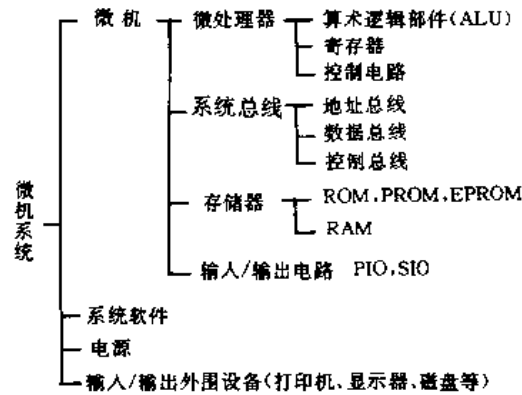 微机 微处理器 算术逻辑部件(ALU)
寄存器
控制电路
系统总线 地址总线
数据总线
控制总线
微机系统
存储器 ROM,PROM,EPROM
RAM
输入/输出电路 PIO,SIO
系统软件
电源
输入/输出外围设备(打印机、显示器、磁盘等)